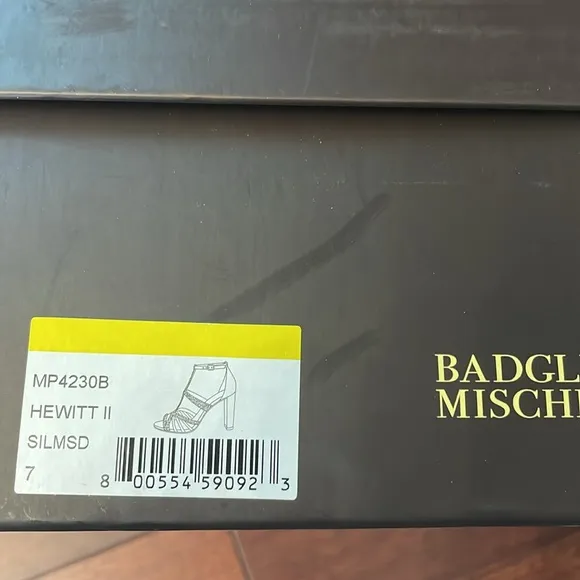 MP4230B
HEWITT II
SILMSD
7
8 00554 59092 3
BADGL
MISCH